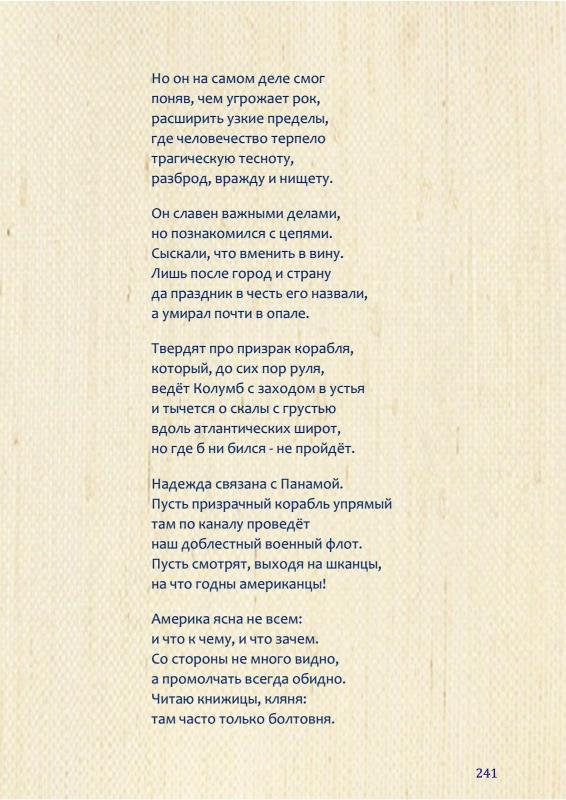 Но он на самом деле смог
поняв, чем угрожает рок,
расширить узкие пределы,
где человечество терпело
трагическую тесноту,
разброд, вражду и нищету.
Он славен важными делами,
но познакомился с цепями.
Сыскали, что вменить в вину.
Лишь после город и страну
да праздник в честь его назвали,
а умирал почти в опале.
Твердят про призрак корабля,
который, до сих пор руля,
ведёт Колумб с заходом в устья
и тычется о скалы с грустью
вдоль атлантических широт,
но где б ни бился - не пройдёт.
Надежда связана с Панамой.
Пусть призрачный корабль упрямый
там по каналу проведёт
наш доблестный военный флот.
Пусть смотрят, выходя на шканцы,
на что годны американцы!
Америка ясна не всем:
и что к чему, и что зачем.
Со стороны не много видно,
а промолчать всегда обидно.
Читаю книжицы, кляня:
там часто только болтовня.
241